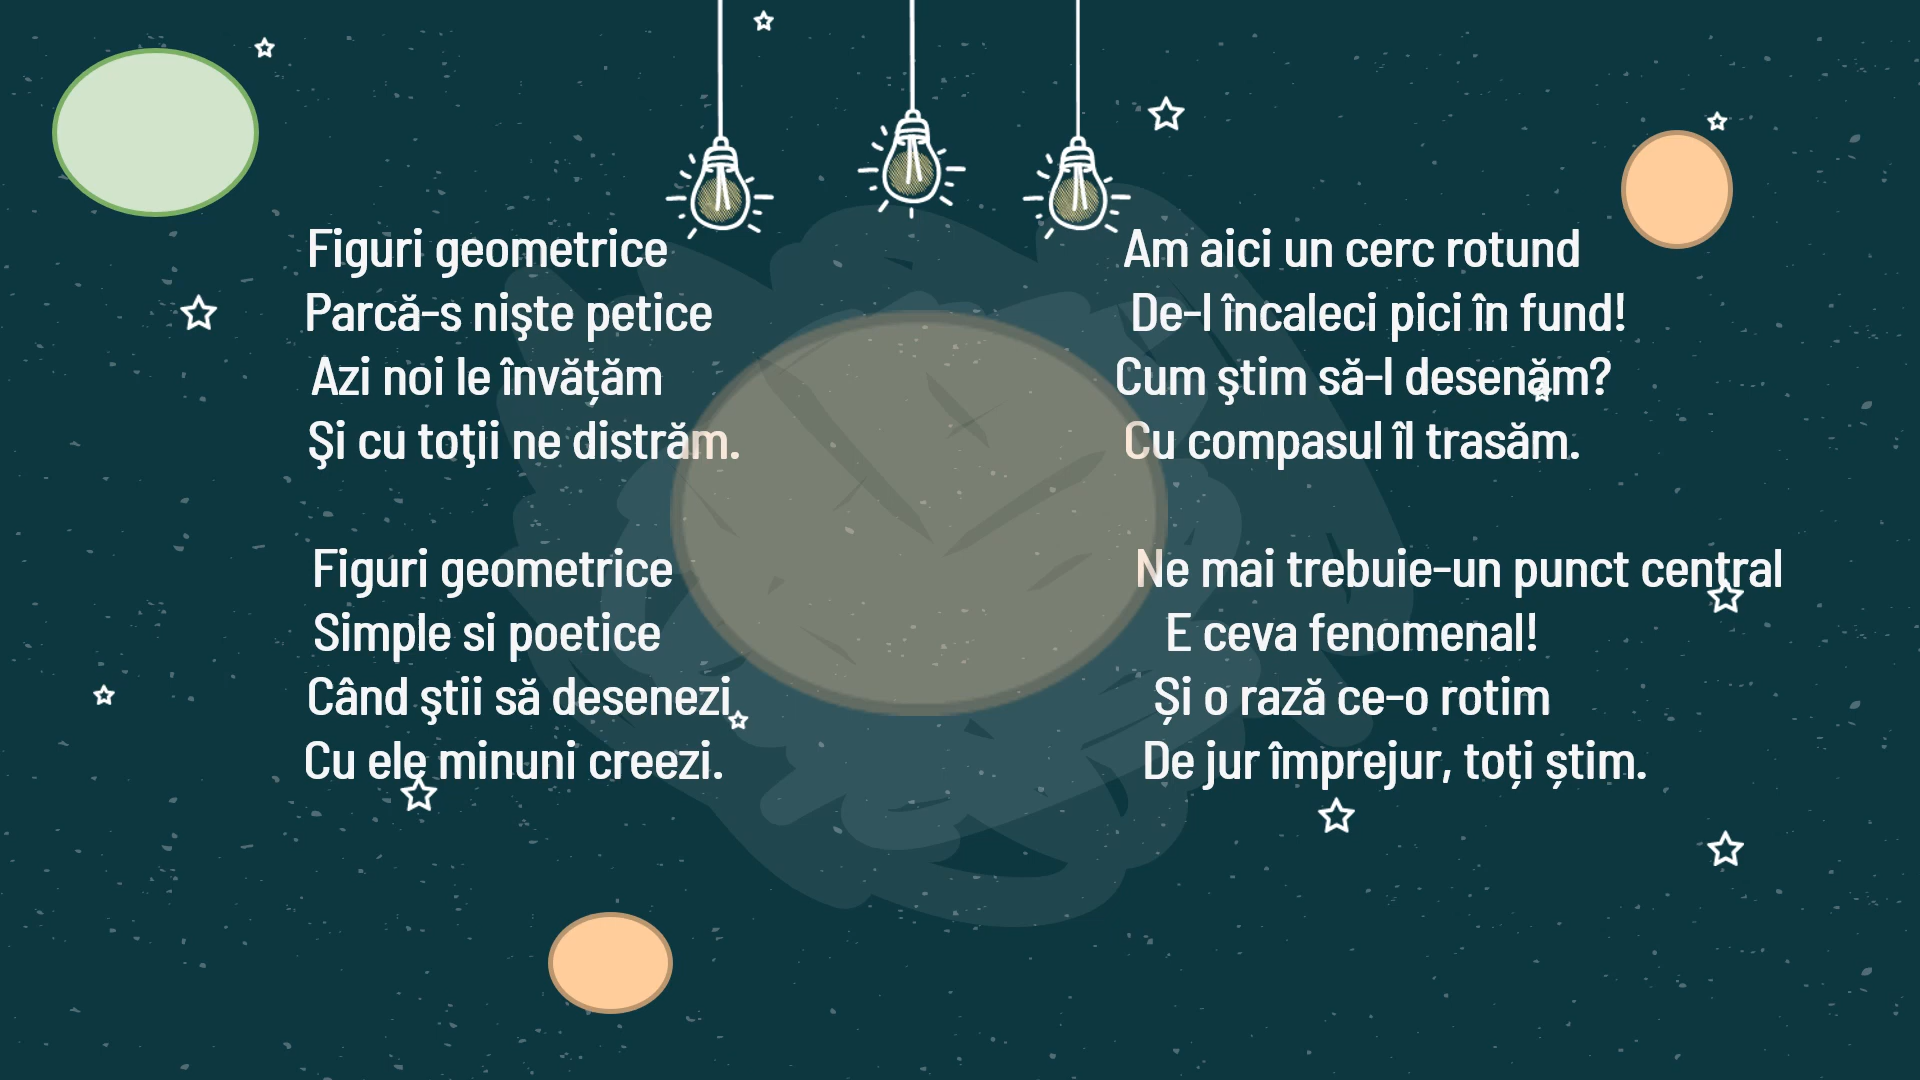 Figuri geometrice
Parcă-s nişte petice
Azi noi le învățăm
Şi cu toţii ne distrăm.
Figuri geometrice
Simple si poetice
Când ştii să desenezi
Cu ele minuni creezi.
Am aici un cerc rotund
De-l încaleci pici în fund!
Cum ştim să-l desenăm?
Cu compasul îl trasăm.
Ne mai trebuie-un punct central
E ceva fenomenal!
Și o rază ce-o rotim
De jur împrejur, toți știm.